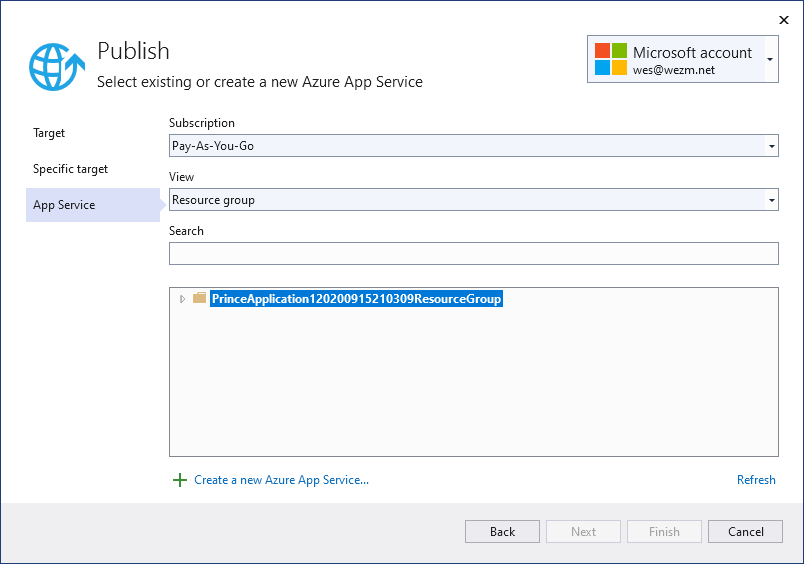 Publish
Select existing or create a new Azure App Service
Microsoft account
wes@wezm.net
Target
Specific target
App Service
Subscription
Pay-As-You-Go
View
Resource group
Search
PrinceApplication120200915210309ResourceGroup
Create a new Azure App Service...
Refresh
Back
Next
Finish
Cancel